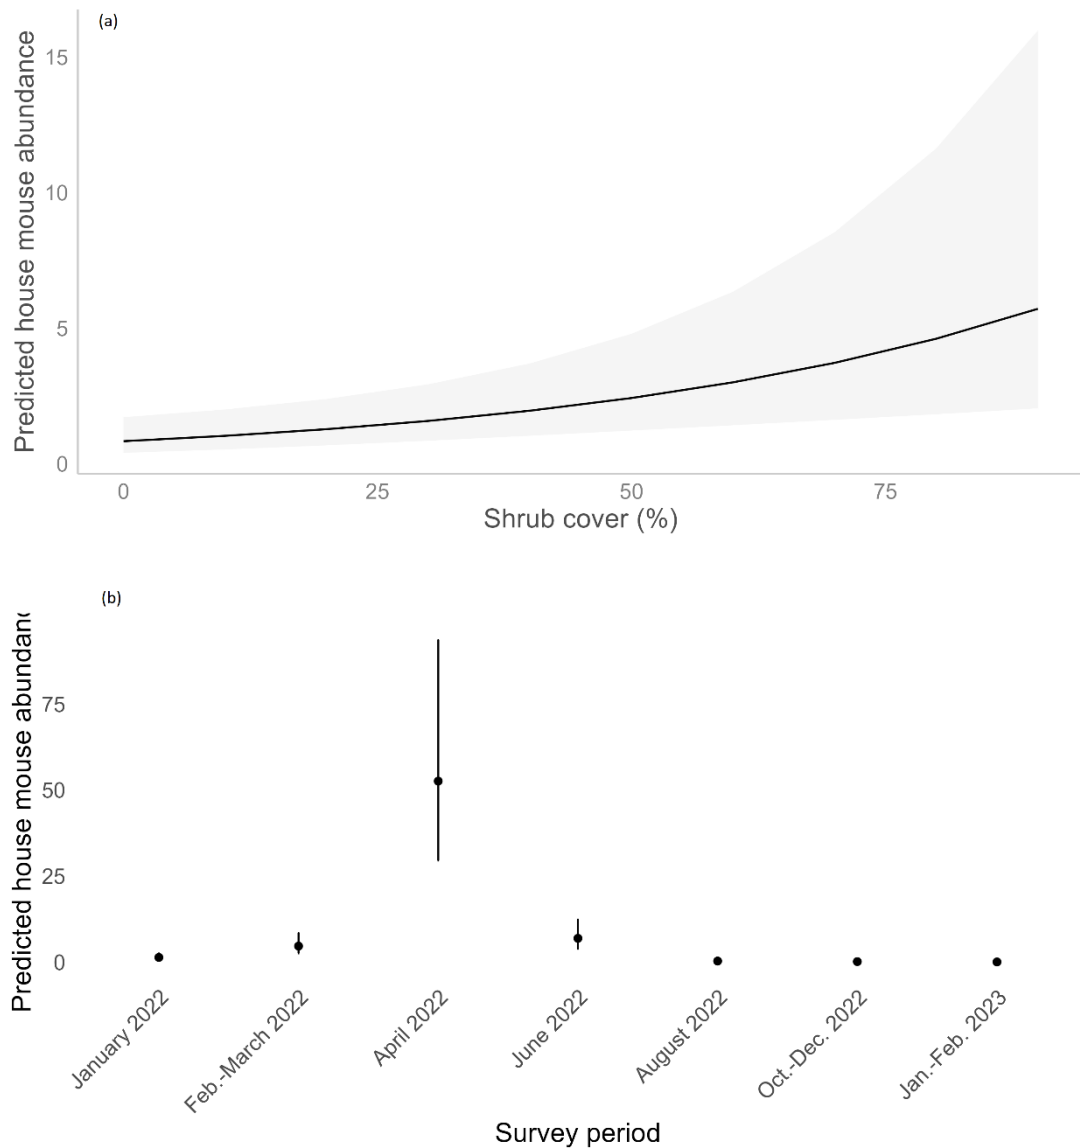 (a)
Predicted house mouse abundance
15
10
5
0
0 25 50 75
Shrub cover (%)
(b)
Predicted house mouse abundanc
75
50
25
0
January 2022
Feb.-March 2022
April 2022
June 2022
August 2022
Oct.-Dec. 2022
Jan.-Feb. 2023
Survey period